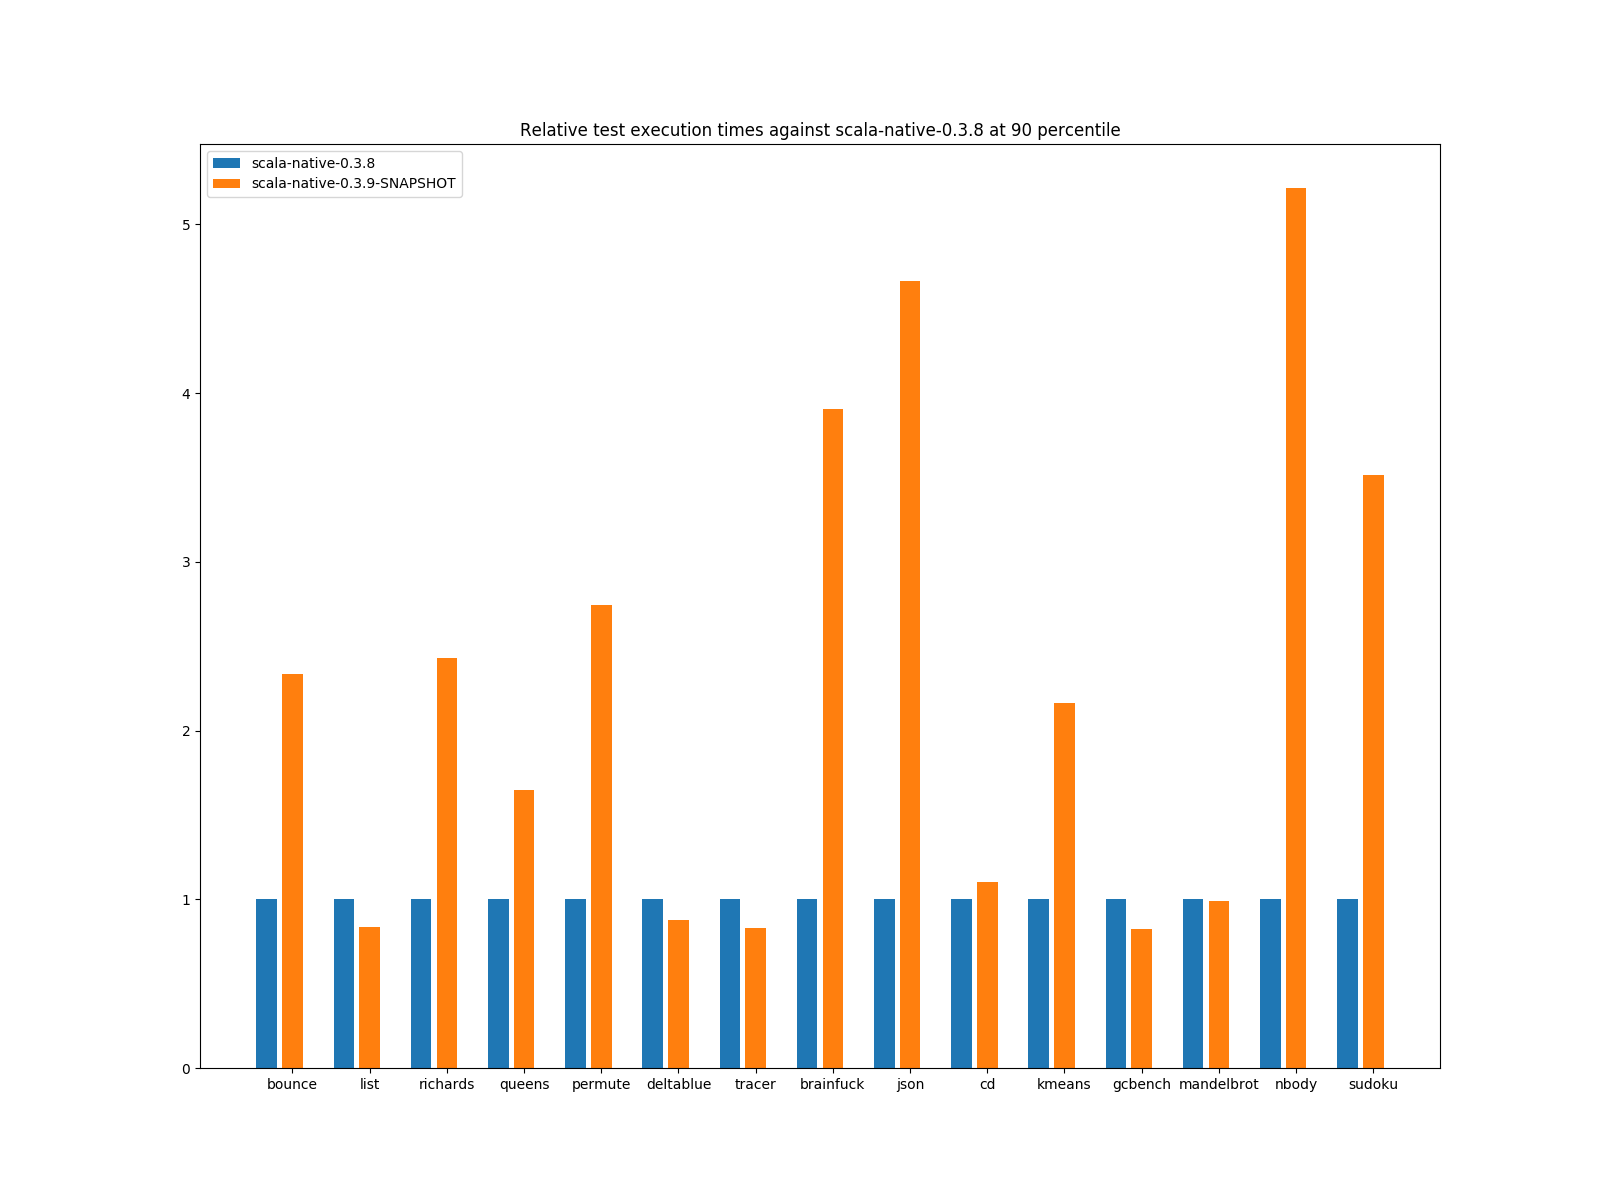 Relative test execution times against scala-native-0.3.8 at 90 percentile
scala-native-0.3.8
scala-native-0.3.9-SNAPSHOT
5
4
3
2
1
0
bounce list richards queens permute deltablue tracer brainfuck json cd kmeans gcbench mandelbrot nbody sudoku